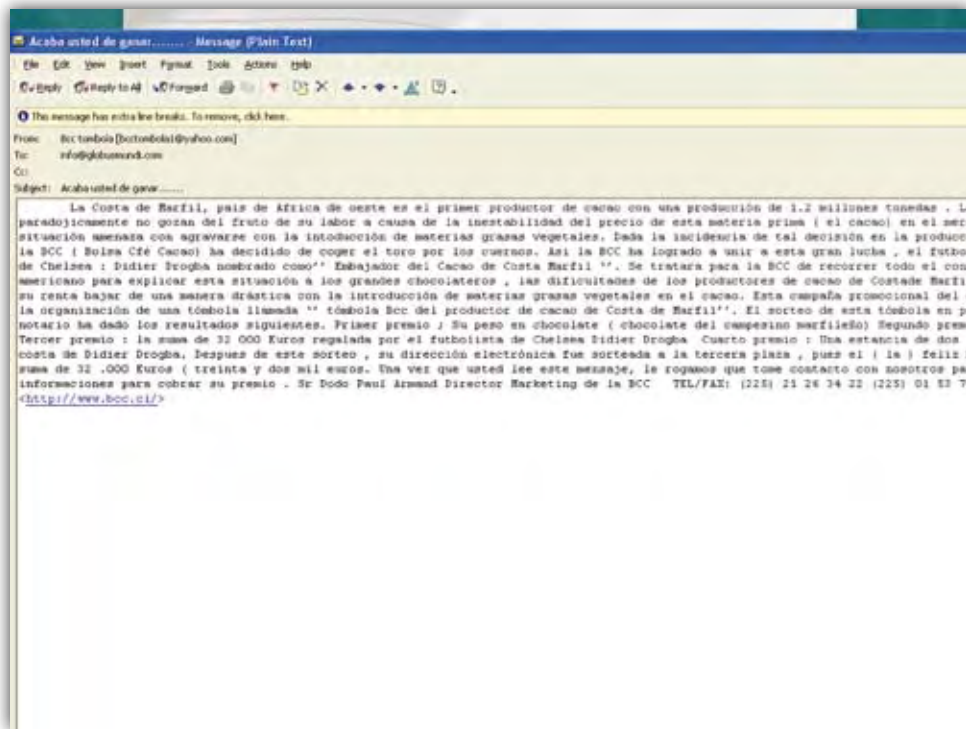 Acaba usted de ganar....... - Message (Plain Text)
File Edit View Insert Format Tools Actions Help
Reply Reply to All Forward
This message has extra line breaks. To remove, click here.
From: Bcc tombola [bcctombola1@yahoo.com]
To: info@globusmundi.com
Cc:
Subject: Acaba usted de ganar.......
La Costa de Marfil, pais de África de oeste es el primer productor de cacao con una producción de 1.2 millones tonedas . L
paradojicamente no gozan del fruto de su labor a causa de la inestabilidad del precio de esta materia prima ( el cacao) en el mer
situación amenaza con agravarse con la intoducción de materias grasas vegetales. Dada la incidencia de tal decisión en la producc
la BCC ( Bolsa Cfé Cacao) ha decidido de coger el toro por los cuernos. Asi la BCC ha logrado a unir a esta gran lucha , el futbo
de Chelsea : Didier Drogba nombrado como'' Embajador del Cacao de Costa Marfil ''. Se tratara para la BCC de recorrer todo el con
americano para explicar esta situación a los grandes chocolateros , las dificultades de los productores de cacao de Costade Marfi
su renta bajar de una manera drástica con la introducción de materias grasas vegetales en el cacao. Esta campaña promocional del
la organización de una tómbola llamada '' tómbola Bcc del productor de cacao de Costa de Marfil''. El sorteo de esta tómbola en p
notario ha dado los resultados siguientes. Primer premio ; Su peso en chocolate ( chocolate del campesino marfileño) Segundo prem
Tercer premio : la suma de 32 000 Euros regalada por el futbolista de Chelsea Didier Drogba Cuarto premio : Una estancia de dos
costa de Didier Drogba. Despues de este sorteo , su dirección electrónica fue sorteada a la tercera plaza , pues el ( la ) feliz
suma de 32 .000 Euros ( treinta y dos mil euros. Una ver que usted lee este mensaje, le rogamos que tome contacto con nosotros pa
informaciones para cobrar su premio . Sr Dodo Paul Armand Director Marketing de la BCC TEL/FAX: (225) 21 26 34 22 (225) 01 53 7
<http://www.bcc.ci/>